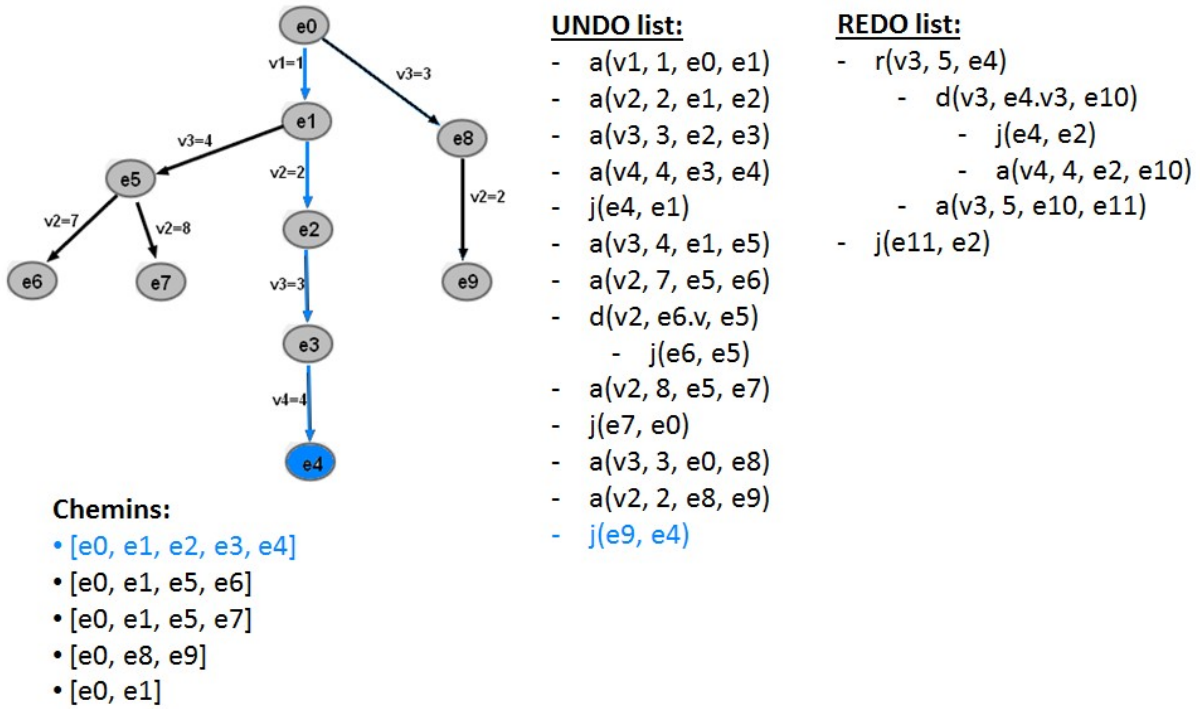 e0
v1=1
v3=3
e1
e8
v3=4
v2=2
v2=2
e5
v2=7
v2=8
e2
e6
e7
v3=3
e9
e3
v4=4
e4
Chemins:
• [e0, e1, e2, e3, e4]
• [e0, e1, e5, e6]
• [e0, e1, e5, e7]
• [e0, e8, e9]
• [e0, e1]
UNDO list:
- a(v1, 1, e0, e1)
- a(v2, 2, e1, e2)
- a(v3, 3, e2, e3)
- a(v4, 4, e3, e4)
- j(e4, e1)
- a(v3, 4, e1, e5)
- a(v2, 7, e5, e6)
- d(v2, e6.v, e5)
- j(e6, e5)
- a(v2, 8, e5, e7)
- j(e7, e0)
- a(v3, 3, e0, e8)
- a(v2, 2, e8, e9)
- j(e9, e4)
REDO list:
- r(v3, 5, e4)
- d(v3, e4.v3, e10)
- j(e4, e2)
- a(v4, 4, e2, e10)
- a(v3, 5, e10, e11)
- j(e11, e2)